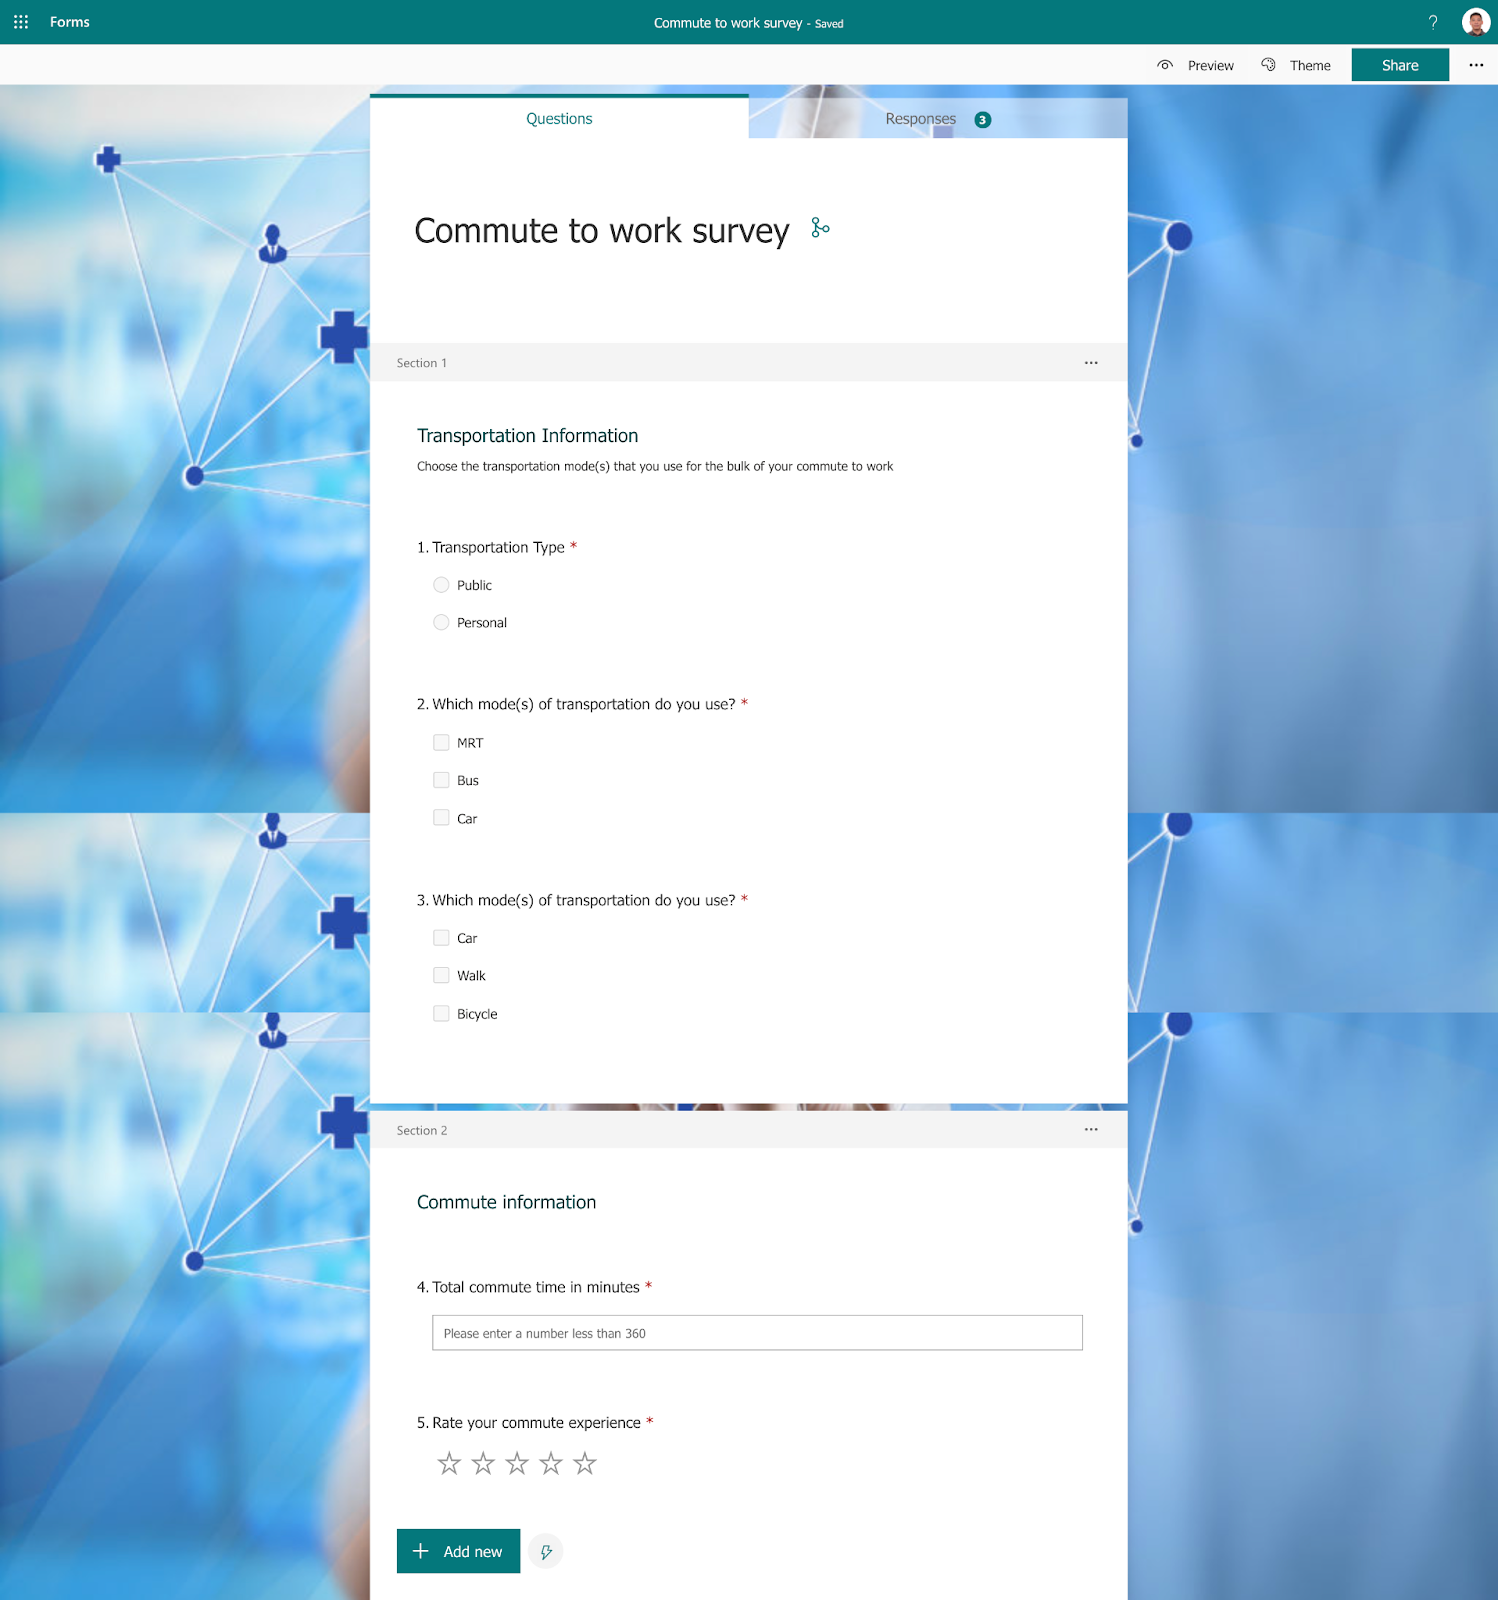 Forms
Commute to work survey - Saved
?
Preview
Theme
Share
Questions
Responses 3
Commute to work survey
Section 1
Transportation Information
Choose the transportation mode(s) that you use for the bulk of your commute to work
1. Transportation Type *
Public
Personal
2. Which mode(s) of transportation do you use? *
MRT
Bus
Car
3. Which mode(s) of transportation do you use? *
Car
Walk
Bicycle
Section 2
Commute information
4. Total commute time in minutes *
Please enter a number less than 360
5. Rate your commute experience *
Add new